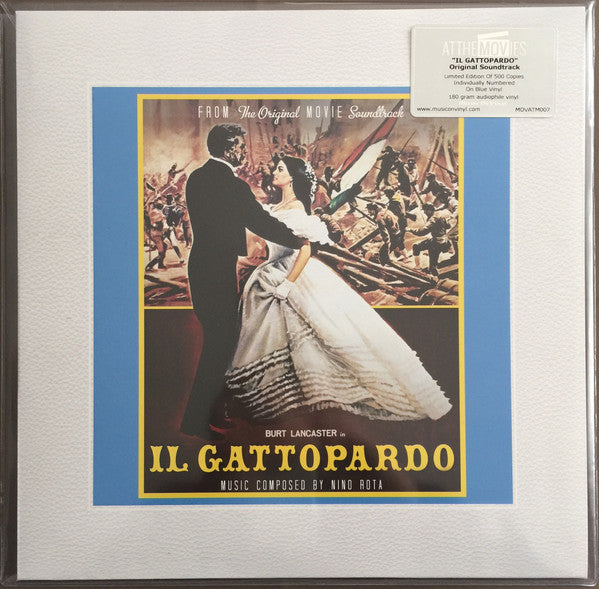 AT THE MOVIES
"IL GATTOPARDO"
Original Soundtrack
Limited Edition Of 500 Copies
Individually Numbered
On Blue Vinyl
180 gram audiophile vinyl
www.musiconvinyl.com MOVATM007
FROM The Original MOVIE Soundtrack
BURT LANCASTER in
IL GATTOPARDO
MUSIC COMPOSED BY NINO ROTA